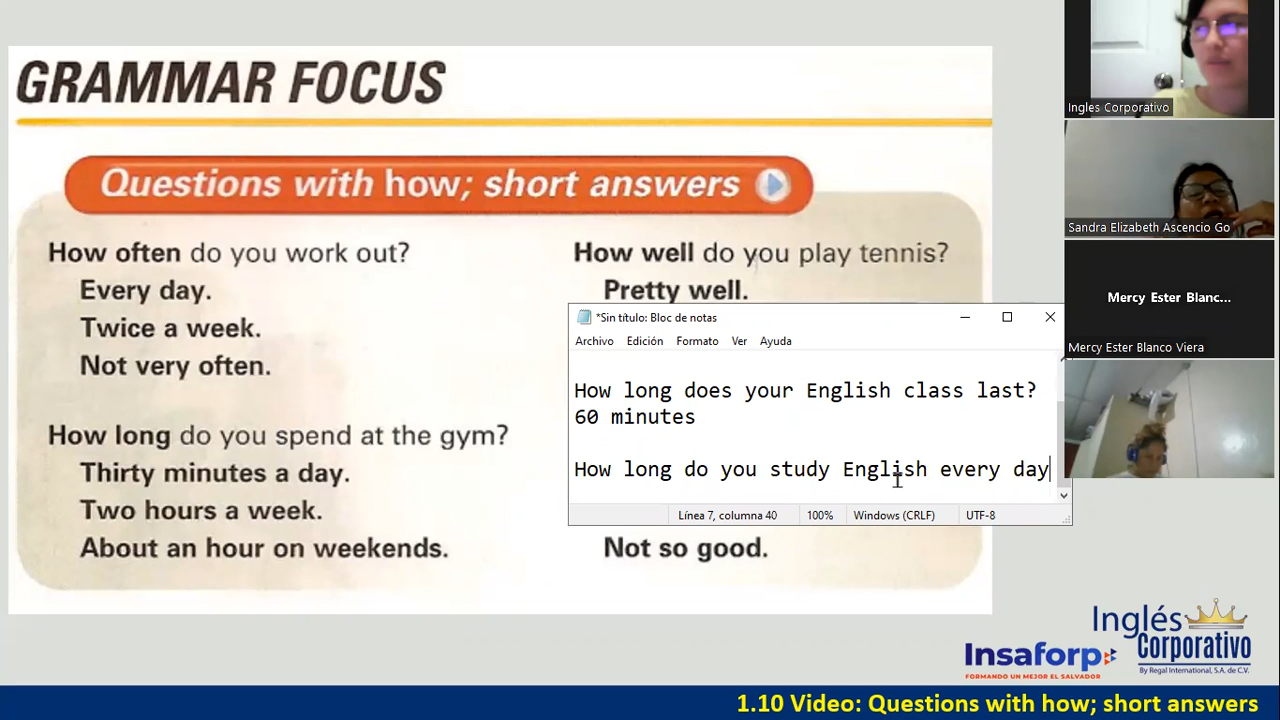 GRAMMAR FOCUS
Questions with how; short answers
How often do you work out?
Every day.
Twice a week.
Not very often.
How long do you spend at the gym?
Thirty minutes a day.
Two hours a week.
About an hour on weekends.
How well do you play tennis?
Pretty well.
*Sin título: Bloc de notas
Archivo Edición Formato Ver Ayuda
How long does your English class last?
60 minutes
How long do you study English every day
Línea 7, columna 40 100% Windows (CRLF) UTF-8
Not so good.
Ingles Corporativo
Sandra Elizabeth Ascencio Go
Mercy Ester Blanc...
Mercy Ester Blanco Viera
Insaforp
FORMANDO UN MEJOR EL SALVADOR
Inglés
Corporativo
By Regal International, S.A. de C.V.
1.10 Video: Questions with how; short answers